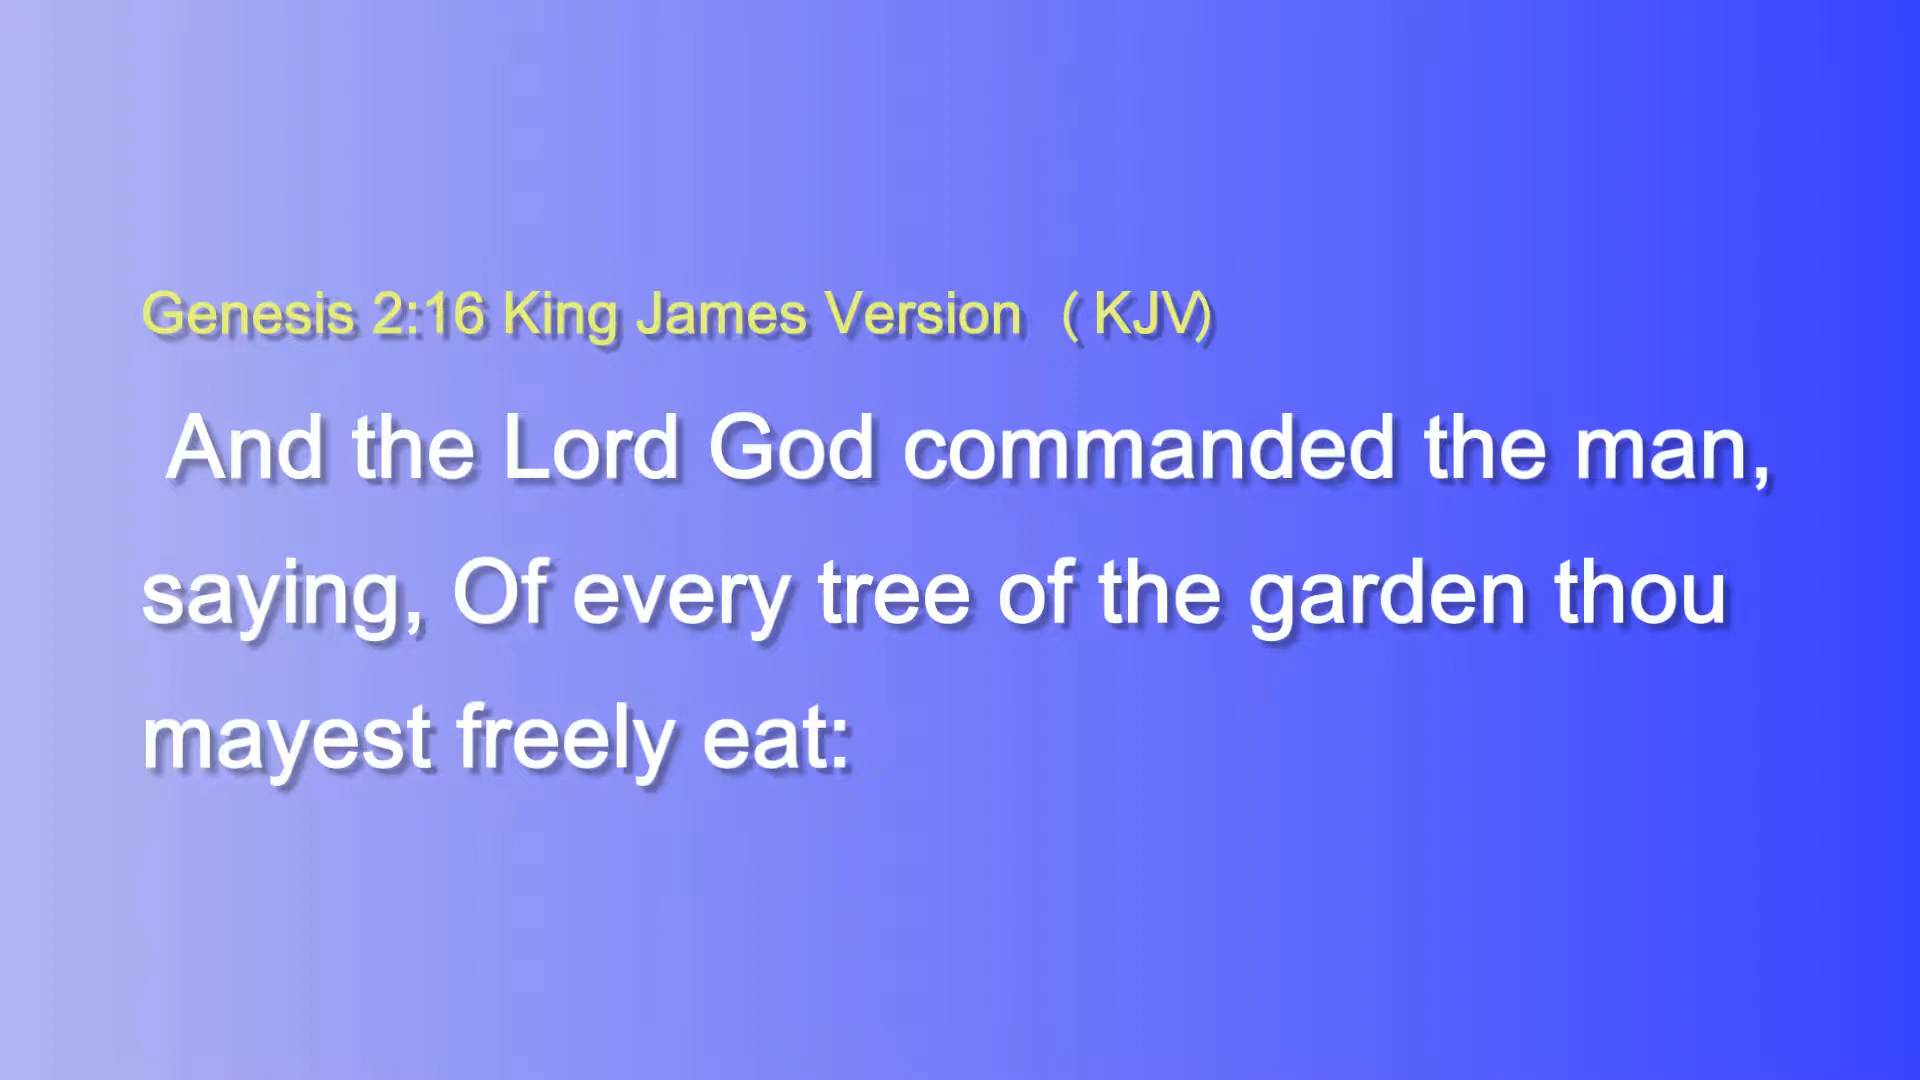 Genesis 2:16 King James Version （KJV)
And the Lord God commanded the man,
saying, Of every tree of the garden thou
mayest freely eat: